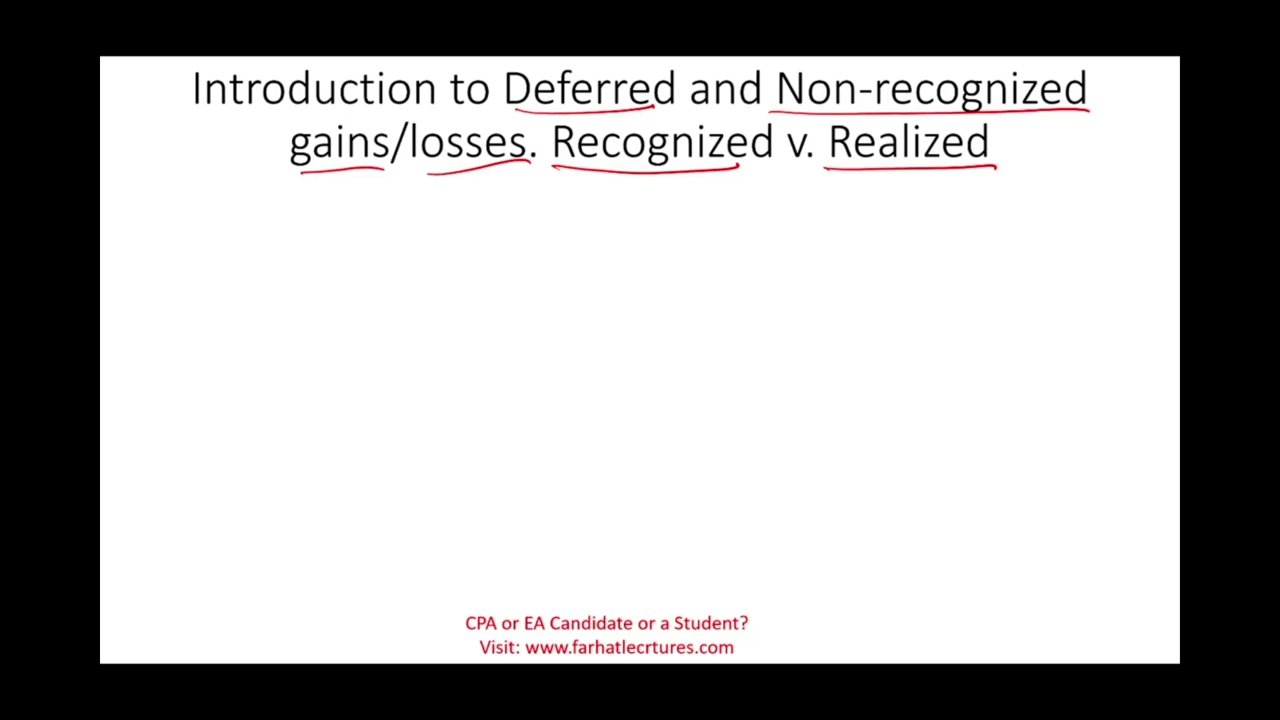 Introduction to Deferred and Non-recognized
gains/losses. Recognized v. Realized
CPA or EA Candidate or a Student?
Visit: www.farhatlecrtures.com